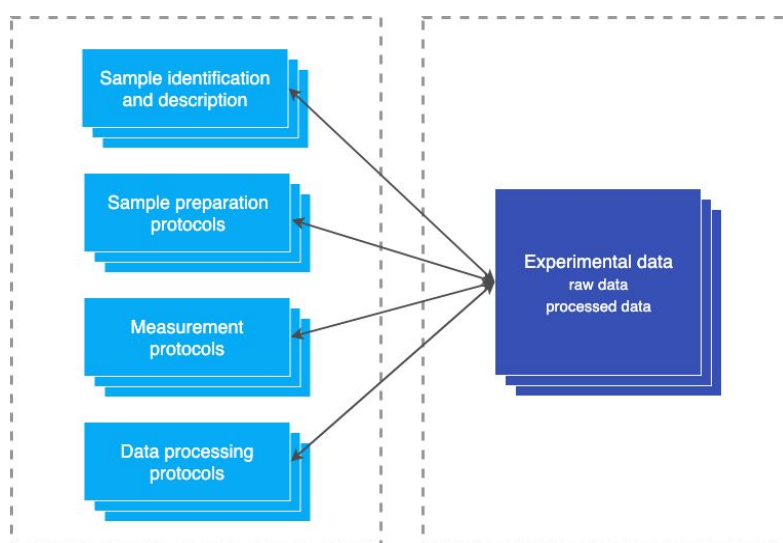 Sample identification
and description
Sample preparation
protocols
Measurement
protocols
Data processing
protocols
Experimental data
raw data
processed data